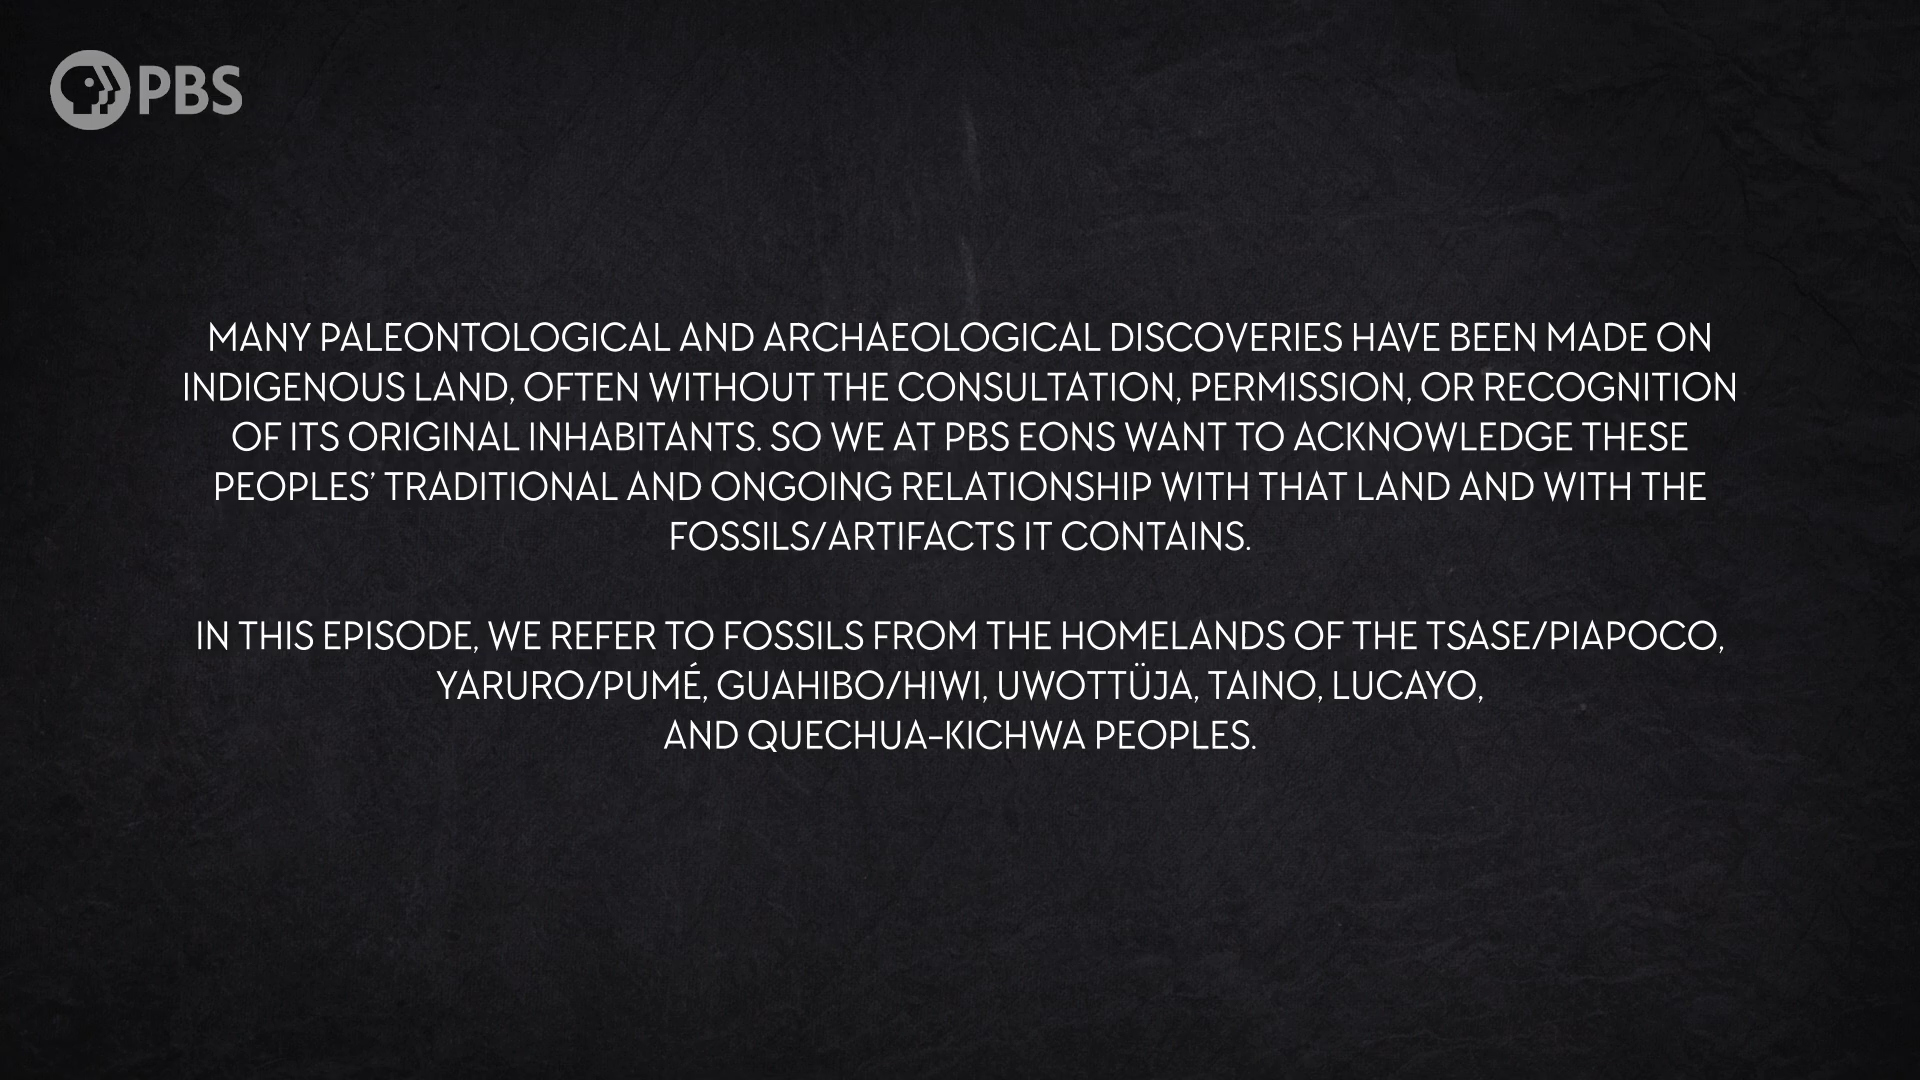 PBS
MANY PALEONTOLOGICAL AND ARCHAEOLOGICAL DISCOVERIES HAVE BEEN MADE ON
INDIGENOUS LAND, OFTEN WITHOUT THE CONSULTATION, PERMISSION, OR RECOGNITION
OF ITS ORIGINAL INHABITANTS. SO WE AT PBS EONS WANT TO ACKNOWLEDGE THESE
PEOPLES’ TRADITIONAL AND ONGOING RELATIONSHIP WITH THAT LAND AND WITH THE
FOSSILS/ARTIFACTS IT CONTAINS.
IN THIS EPISODE, WE REFER TO FOSSILS FROM THE HOMELANDS OF THE TSASE/PIAPOCO,
YARURO/PUMÉ, GUAHIBO/HIWI, UWOTTÜJA, TAINO, LUCAYO,
AND QUECHUA-KICHWA PEOPLES.